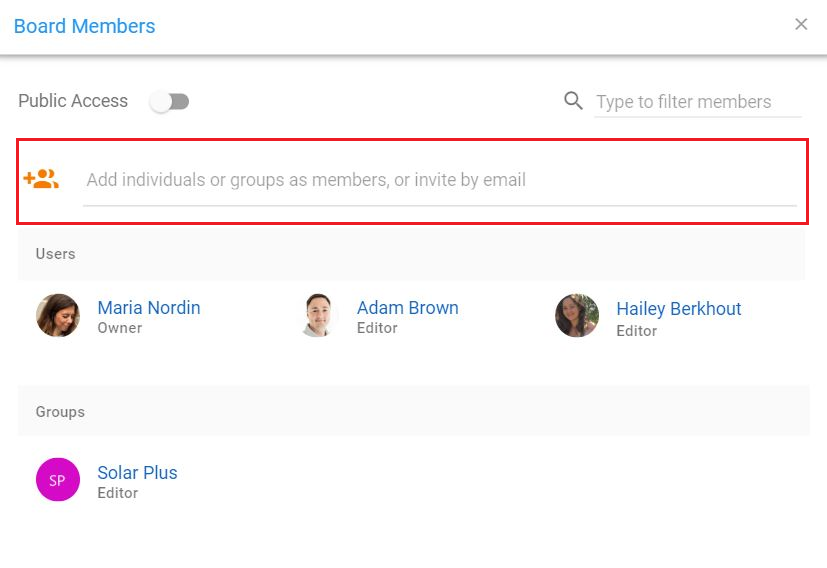 Board Members
Public Access
Type to filter members
Add individuals or groups as members, or invite by email
Users
Maria Nordin
Owner
Adam Brown
Editor
Hailey Berkhout
Editor
Groups
SP
Solar Plus
Editor